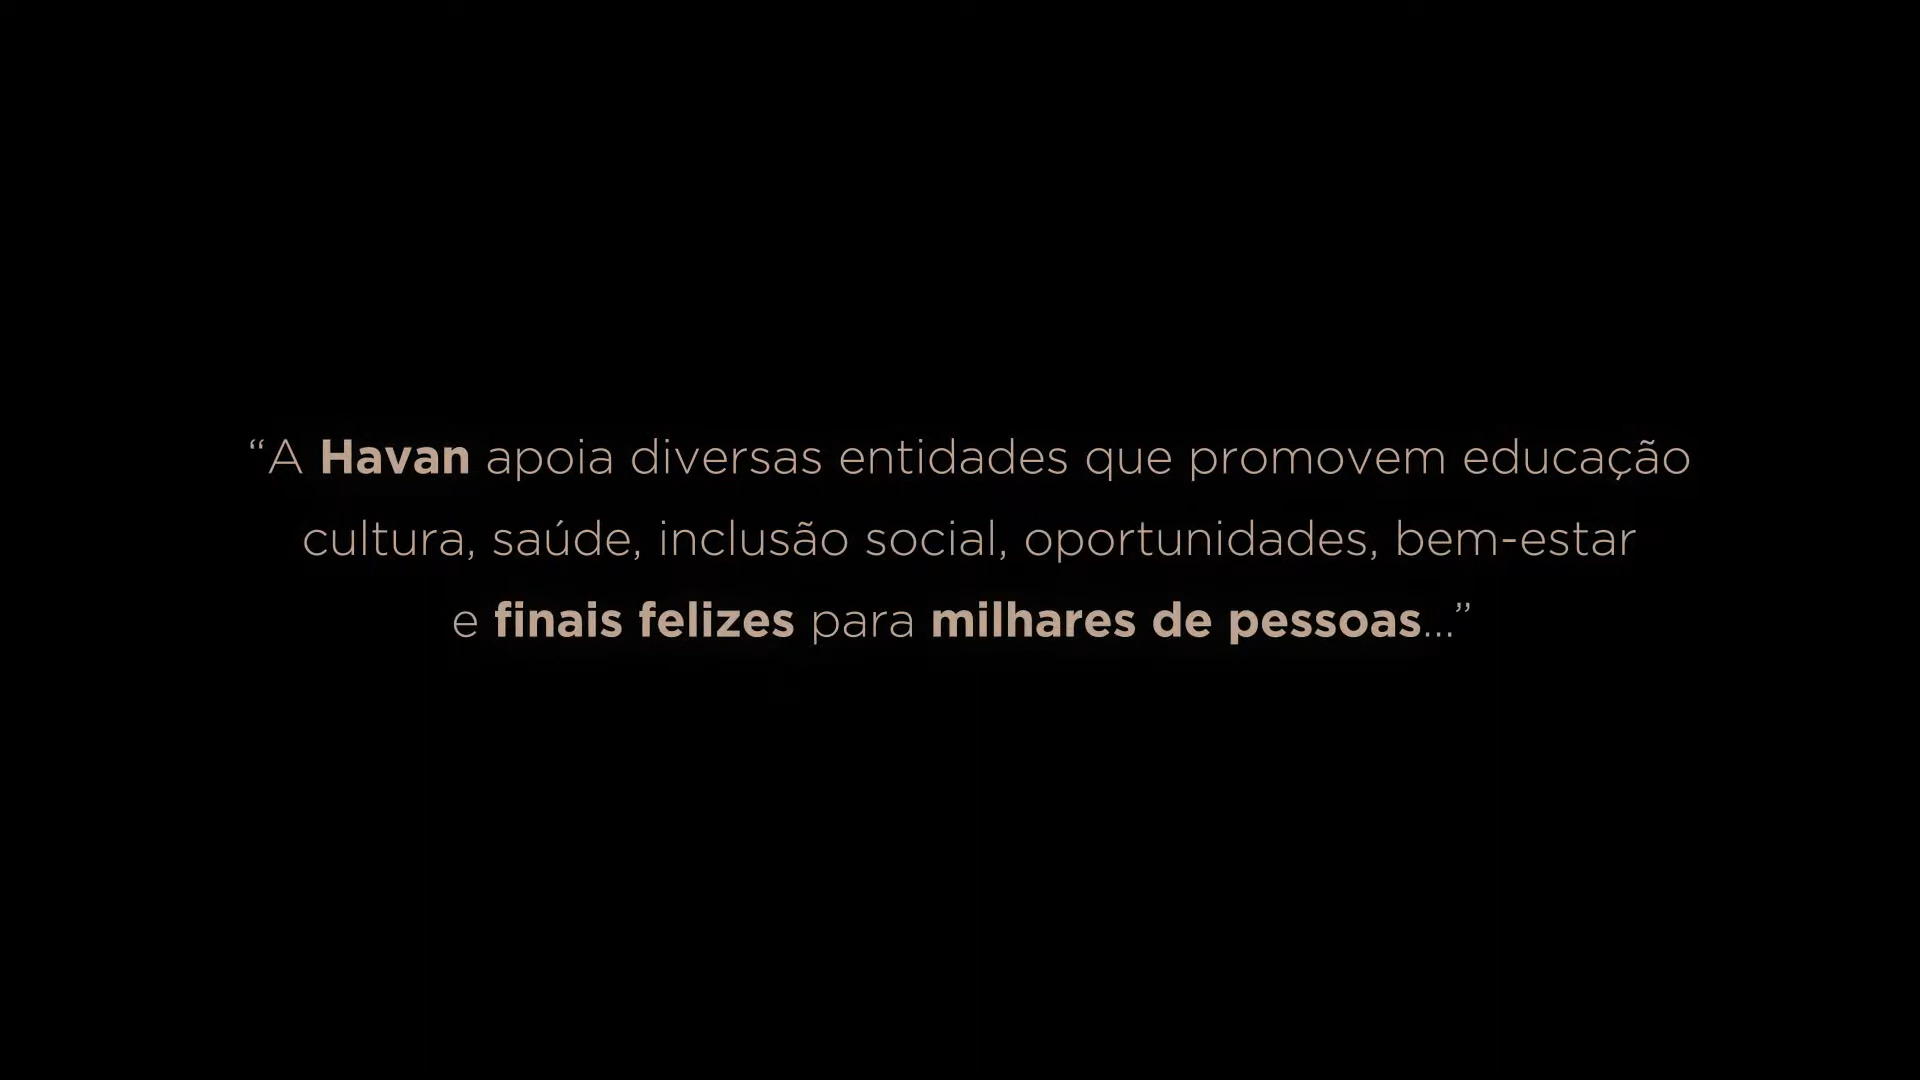 “A Havan apoia diversas entidades que promovem educação
cultura, saúde, inclusão social, oportunidades, bem-estar
e finais felizes para milhares de pessoas...”